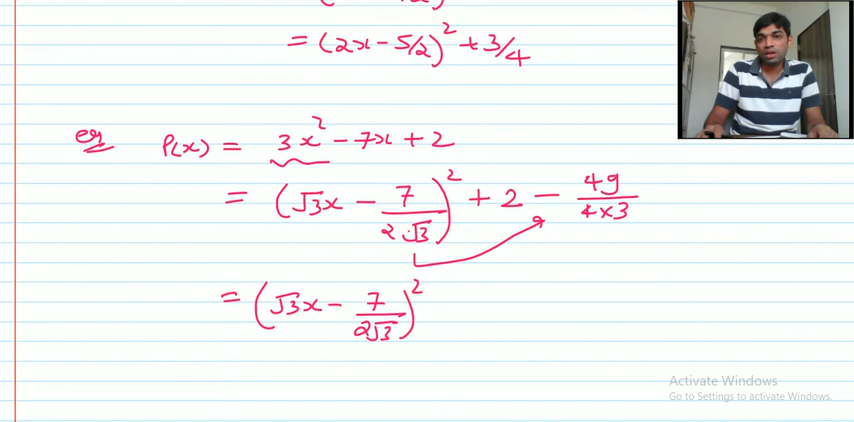 = (2x - 5/2)² + 3/4
eg P(x) = 3x² - 7x + 2
= (√3x - 7/2·√3)² + 2 - 49/4×3
= (√3x - 7/2√3)²
Activate Windows
Go to Settings to activate Windows.